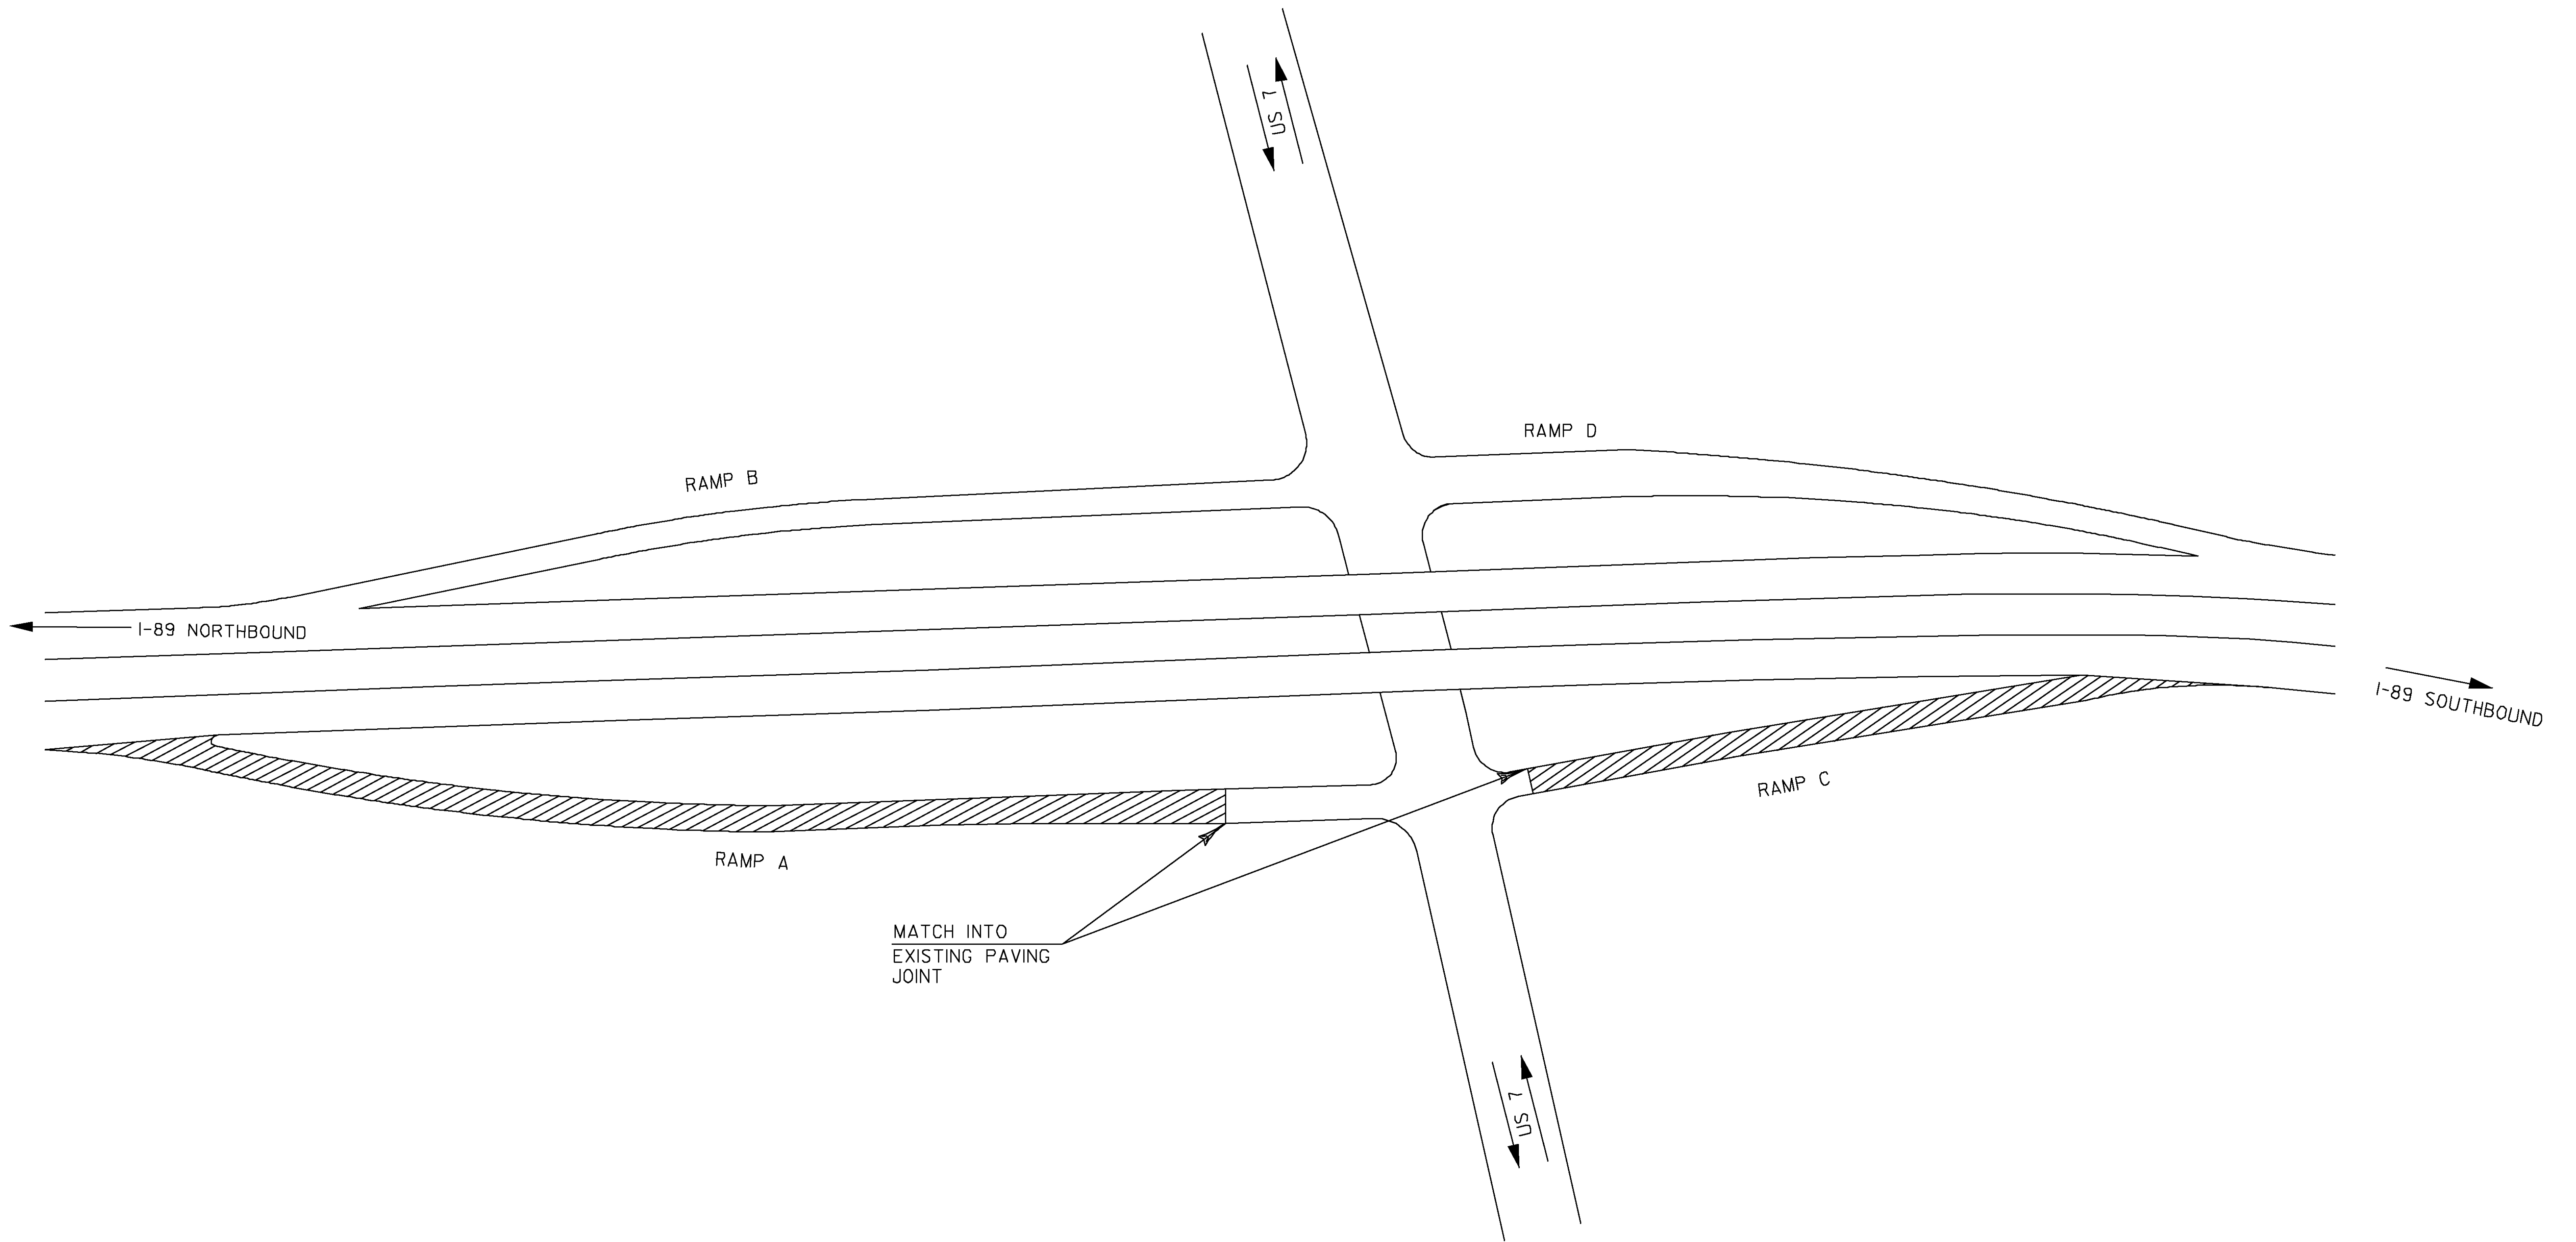 US 7
RAMP D
RAMP B
I-89 NORTHBOUND
I-89 SOUTHBOUND
RAMP C
RAMP A
MATCH INTO
EXISTING PAVING
JOINT
US 7